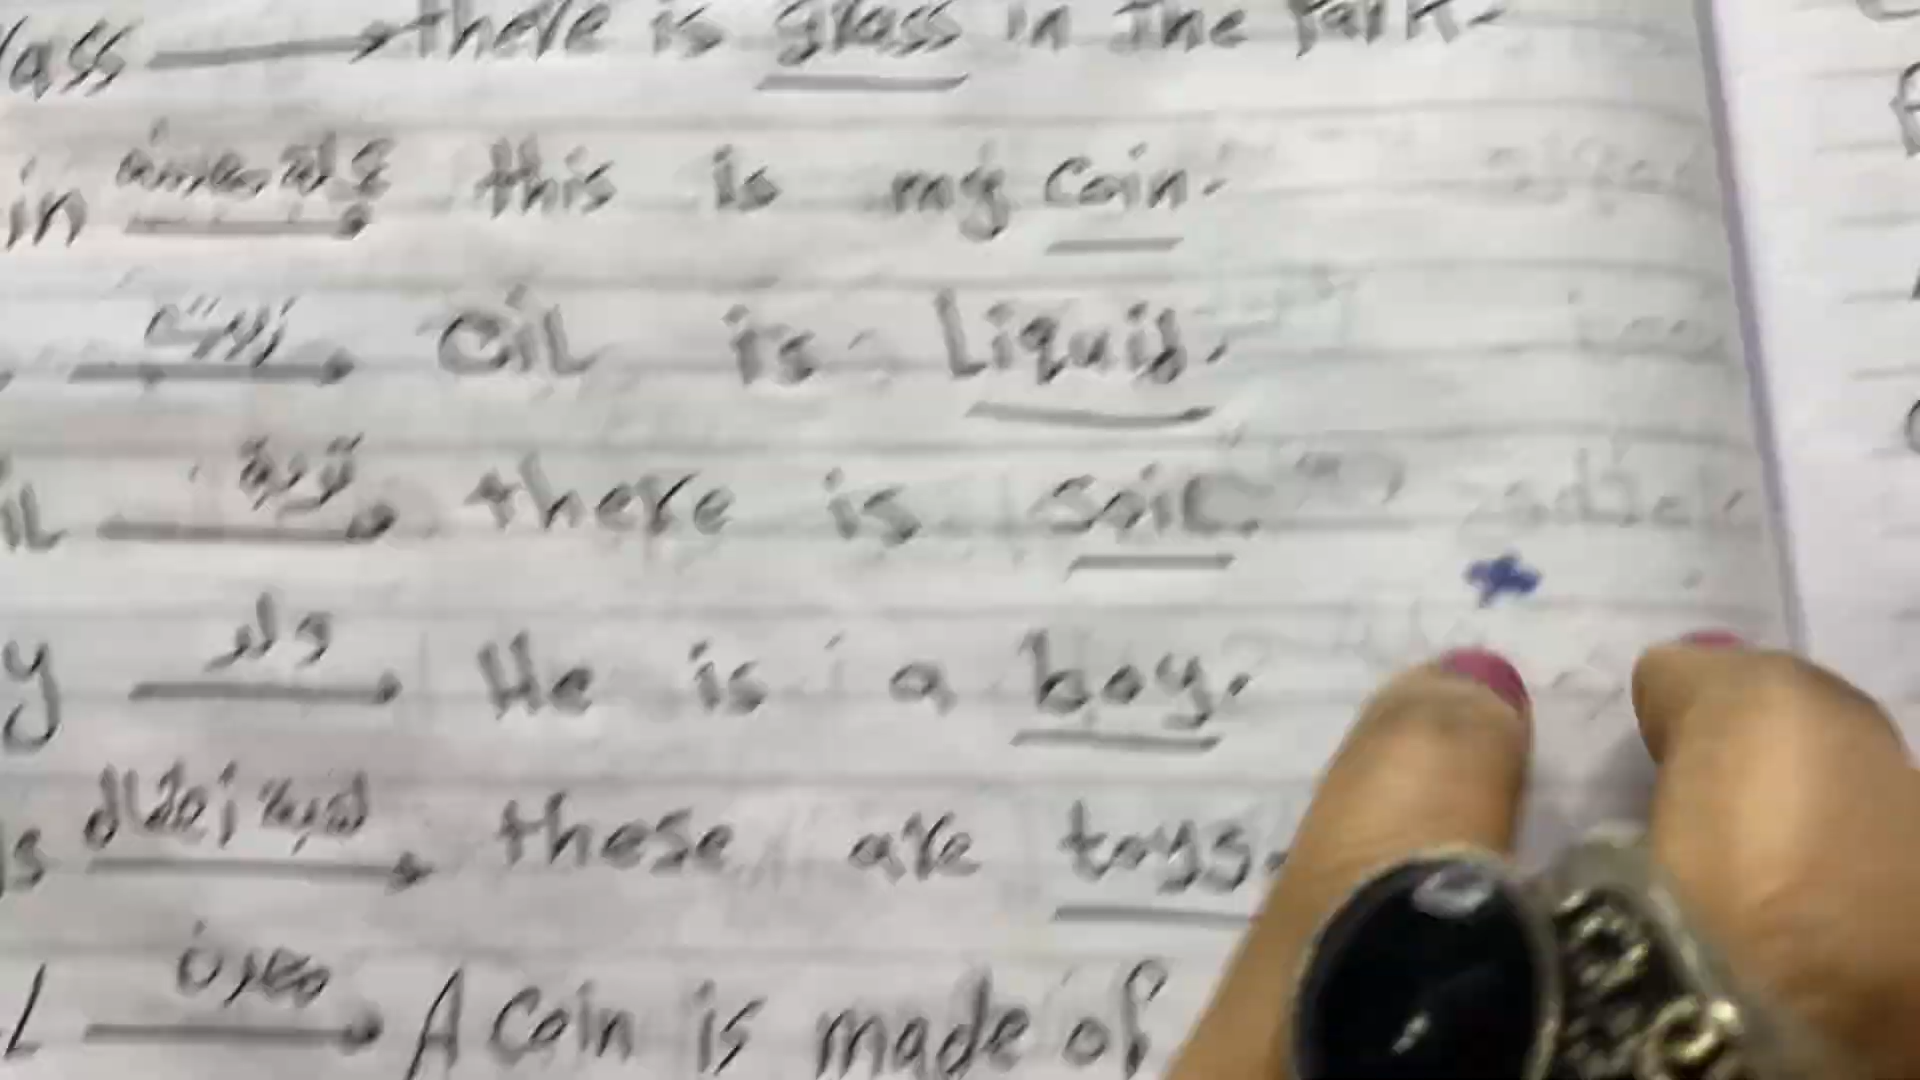 there is glass in the Park.
in this is my coin.
زيت oil is Liquid.
iL تربة there is soil.
y ولد He is a boy.
these are toys.
L A coin is made of